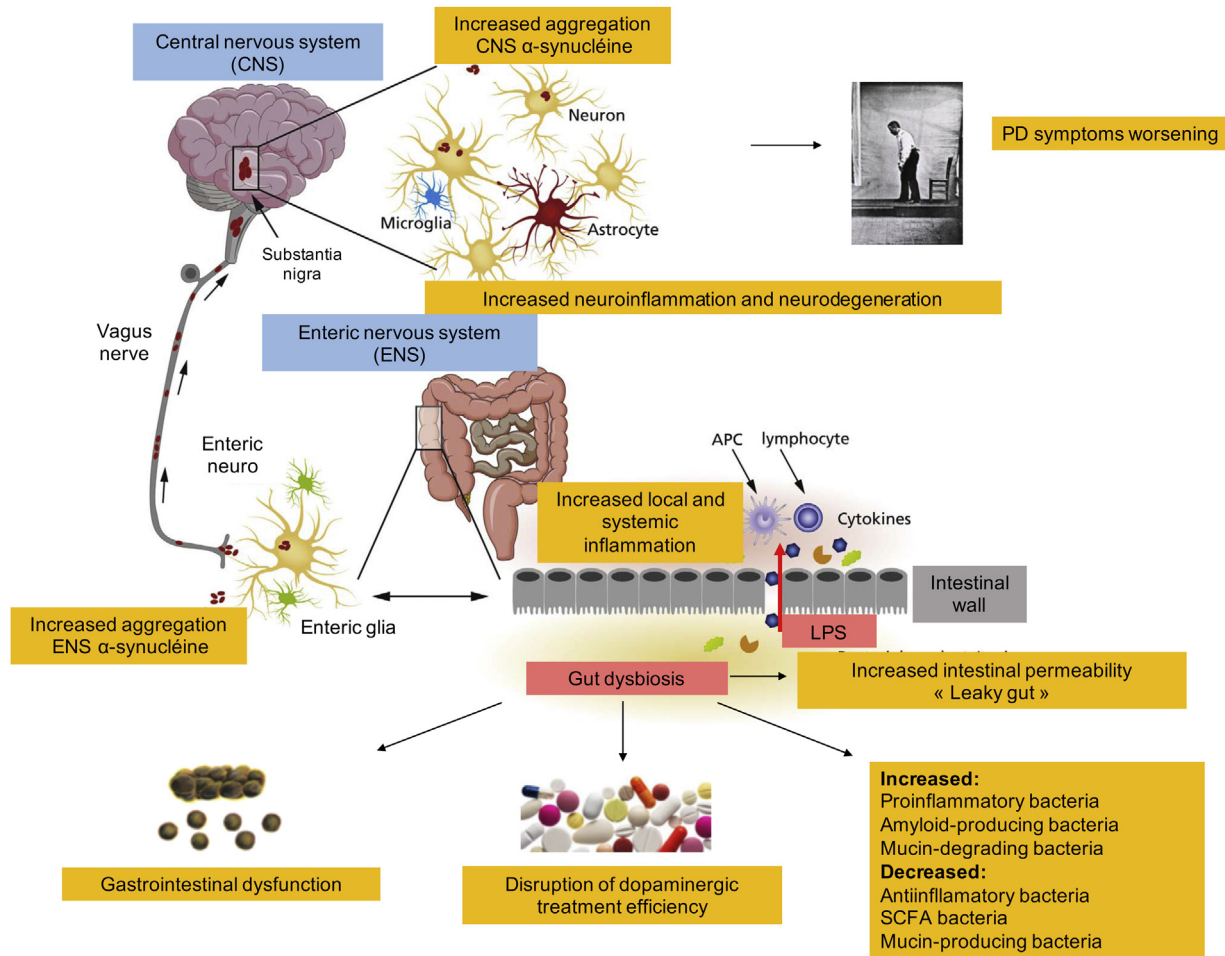 Central nervous system
(CNS)
Increased aggregation
CNS α-synucléine
Neuron
Microglia
Astrocyte
PD symptoms worsening
Substantia
nigra
Increased neuroinflammation and neurodegeneration
Vagus
nerve
Enteric nervous system
(ENS)
Enteric
neuro
APC
lymphocyte
Increased local and
systemic
inflammation
Cytokines
Intestinal
wall
Increased aggregation
ENS α-synucléine
Enteric glia
LPS
Gut dysbiosis
Increased intestinal permeability
« Leaky gut »
Gastrointestinal dysfunction
Disruption of dopaminergic
treatment efficiency
Increased:
Proinflammatory bacteria
Amyloid-producing bacteria
Mucin-degrading bacteria
Decreased:
Antiinfllamatory bacteria
SCFA bacteria
Mucin-producing bacteria